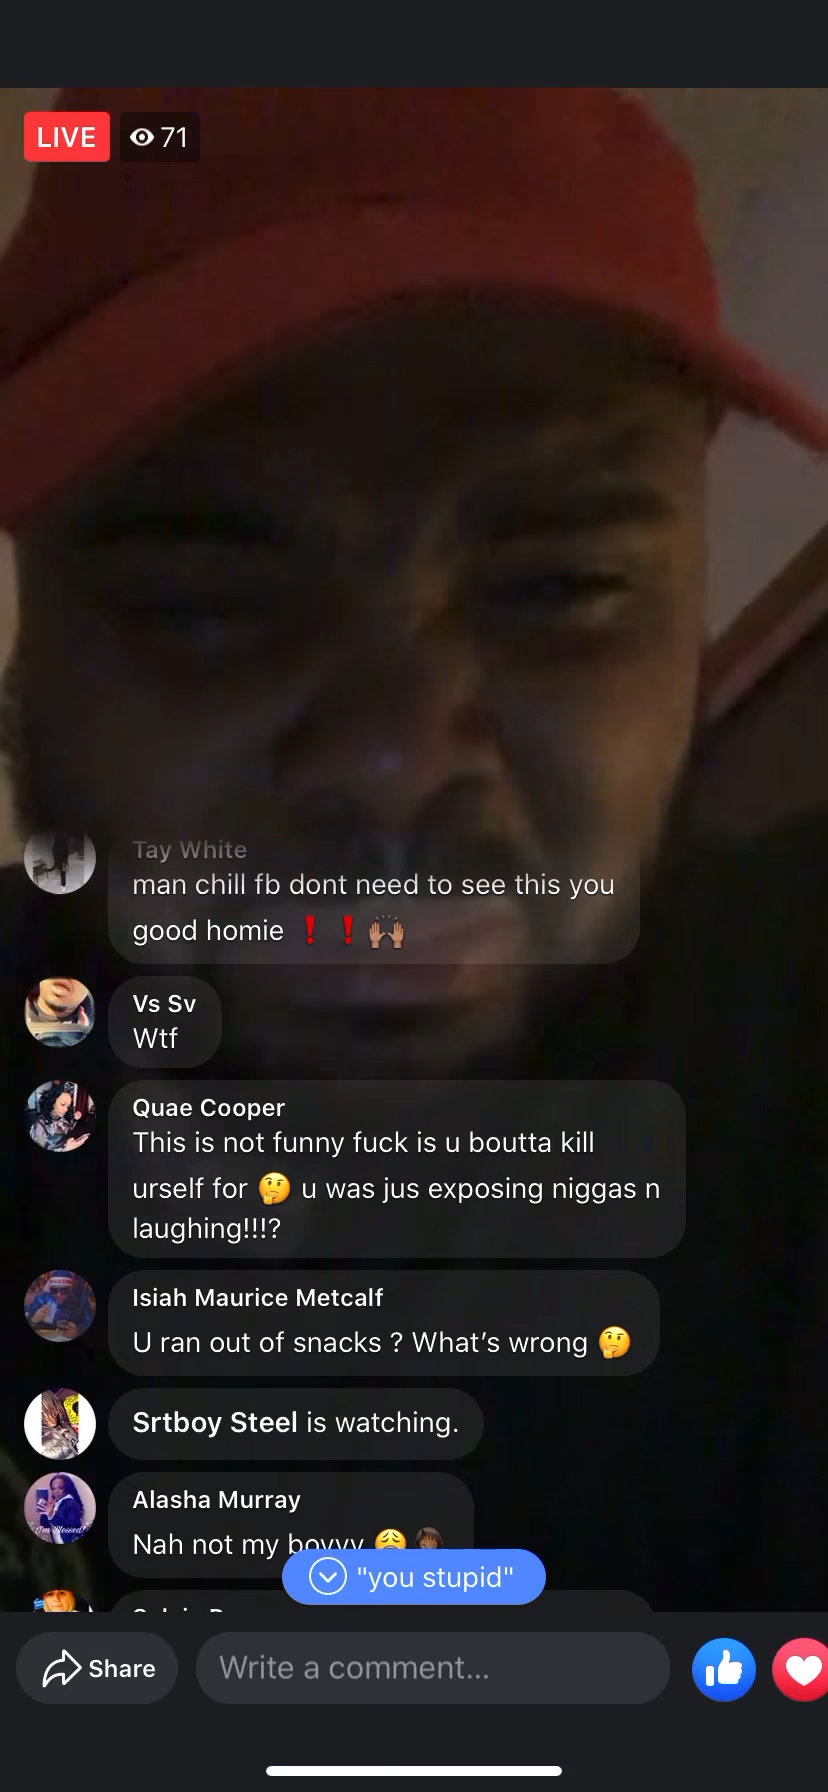 LIVE 71
Tay White
man chill fb dont need to see this you
good homie ❗❗🙌🏽
Vs Sv
Wtf
Quae Cooper
This is not funny fuck is u boutta kill
urself for 🤔 u was jus exposing niggas n
laughing!!!?
Isiah Maurice Metcalf
U ran out of snacks ? What’s wrong 🤔
Srtboy Steel is watching.
Alasha Murray
Nah not my boyyy 😩
"you stupid"
Share
Write a comment...